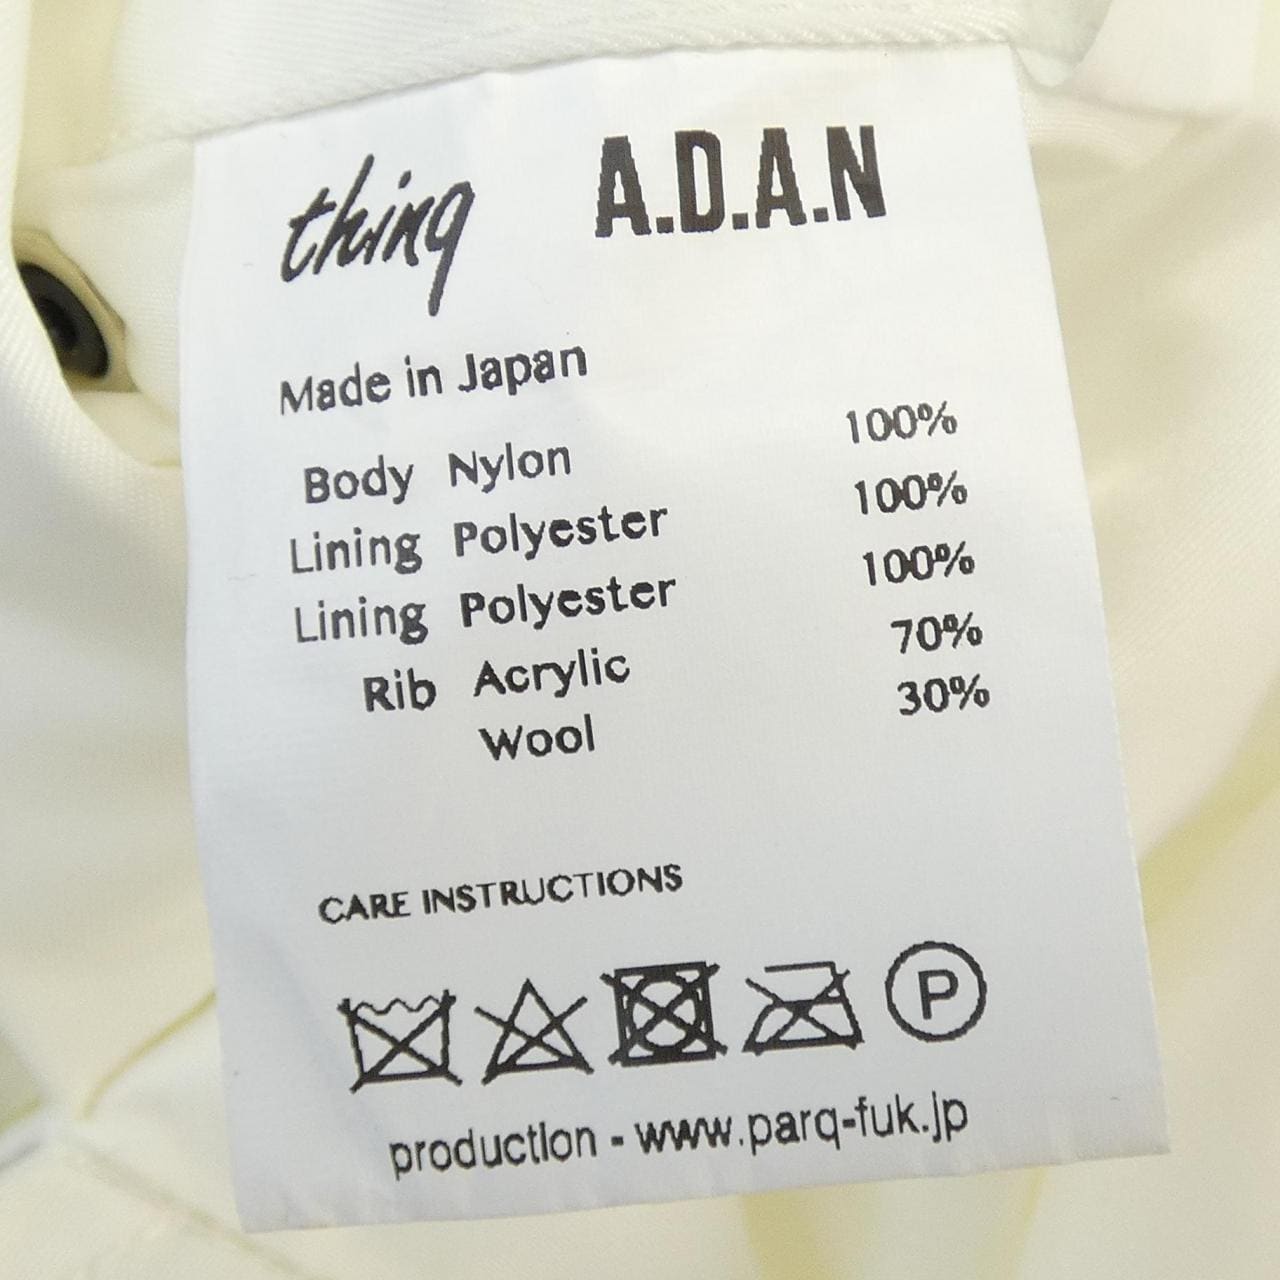 thing A.D.A.N
Made in Japan
Body Nylon 100%
Lining Polyester 100%
Lining Polyester 100%
Rib Acrylic 70%
Wool 30%
CARE INSTRUCTIONS
P
production - www.parq-fuk.jp